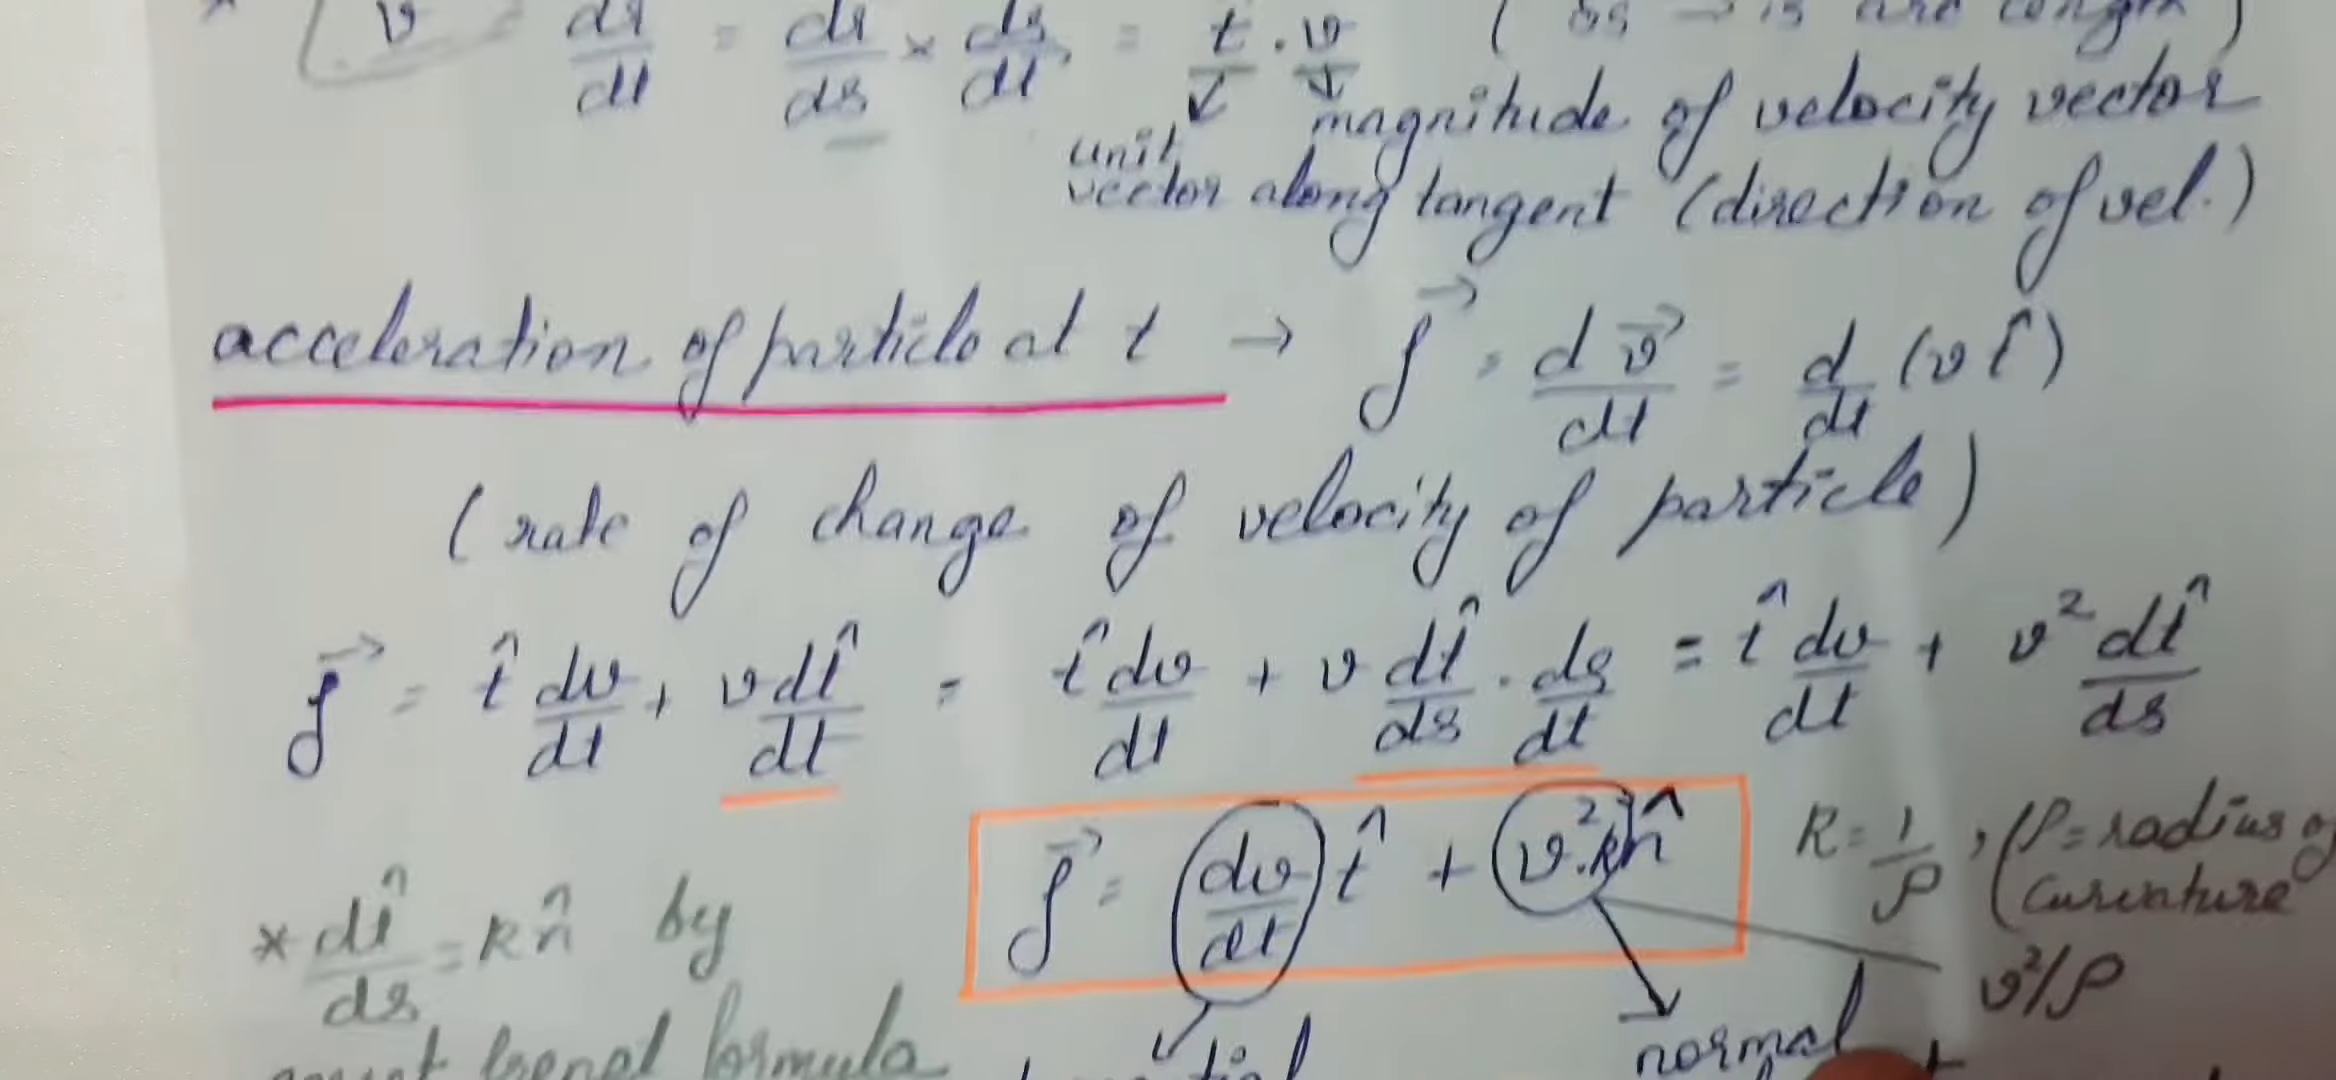 * v = dr/dt = dr/ds × ds/dt = t . v ( as → is arc length )
unit vector along tangent (direction of vel.) magnitude of velocity vector
acceleration of particle at t → f⃗ = dv⃗/dt = d/dt (v t̂)
( rate of change of velocity of particle )
f⃗ = t̂ dv/dt + v dt̂/dt = t̂ dv/dt + v dt̂/ds . ds/dt = t̂ dv/dt + v² dt̂/ds
f⃗ = (dv/dt) t̂ + v².k n̂ K = 1/ρ , (ρ = radius of curvature
* dt̂/ds = k n̂ by v²/ρ
formula normal